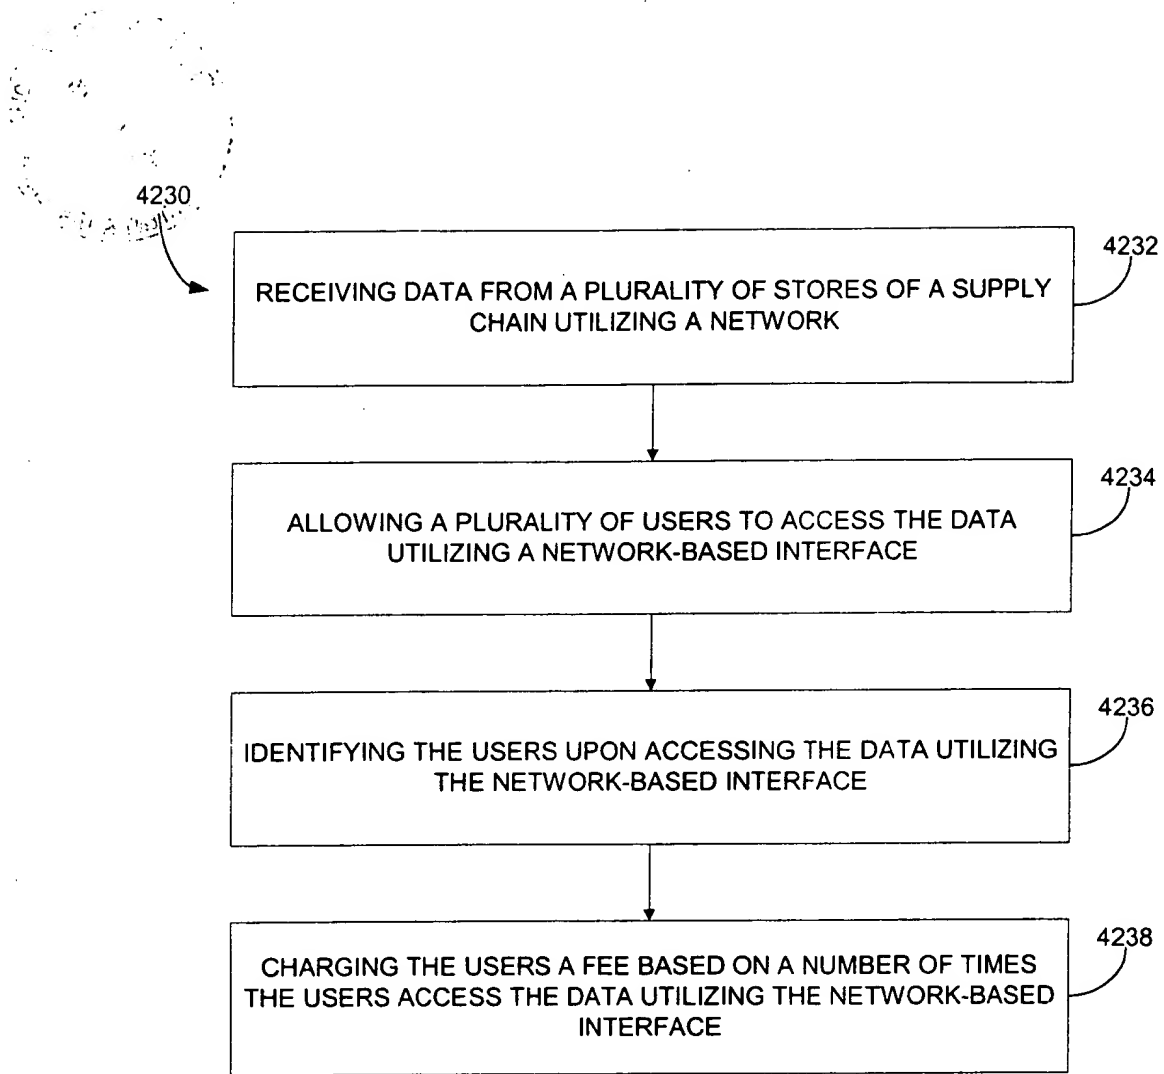 4230
4232
RECEIVING DATA FROM A PLURALITY OF STORES OF A SUPPLY
CHAIN UTILIZING A NETWORK
4234
ALLOWING A PLURALITY OF USERS TO ACCESS THE DATA
UTILIZING A NETWORK-BASED INTERFACE
4236
IDENTIFYING THE USERS UPON ACCESSING THE DATA UTILIZING
THE NETWORK-BASED INTERFACE
4238
CHARGING THE USERS A FEE BASED ON A NUMBER OF TIMES
THE USERS ACCESS THE DATA UTILIZING THE NETWORK-BASED
INTERFACE